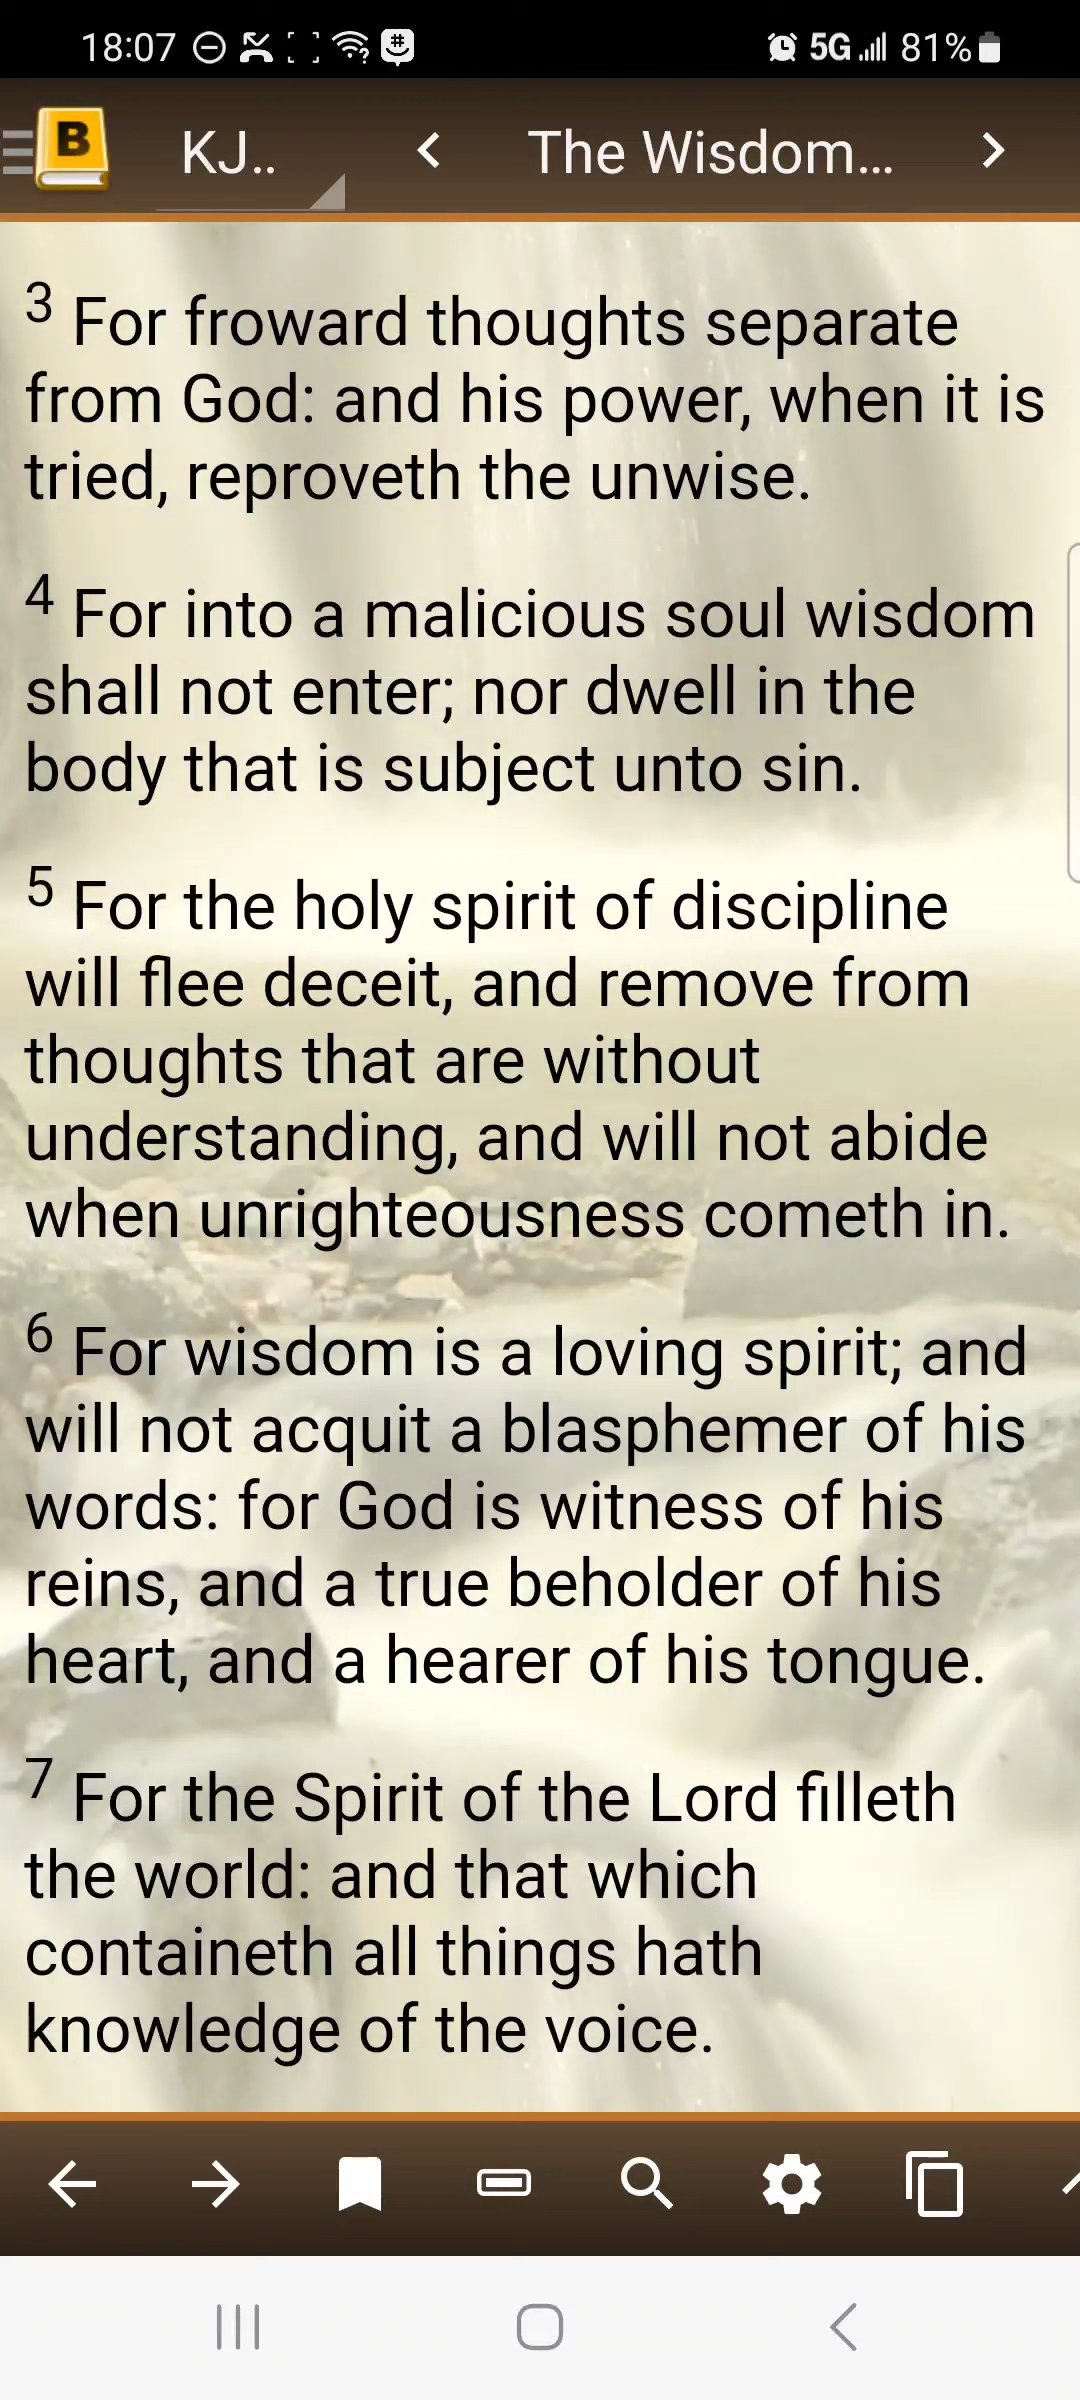 18:07
5G 81%
B KJ.. The Wisdom...
3 For froward thoughts separate
from God: and his power, when it is
tried, reproveth the unwise.
4 For into a malicious soul wisdom
shall not enter; nor dwell in the
body that is subject unto sin.
5 For the holy spirit of discipline
will flee deceit, and remove from
thoughts that are without
understanding, and will not abide
when unrighteousness cometh in.
6 For wisdom is a loving spirit; and
will not acquit a blasphemer of his
words: for God is witness of his
reins, and a true beholder of his
heart, and a hearer of his tongue.
7 For the Spirit of the Lord filleth
the world: and that which
containeth all things hath
knowledge of the voice.